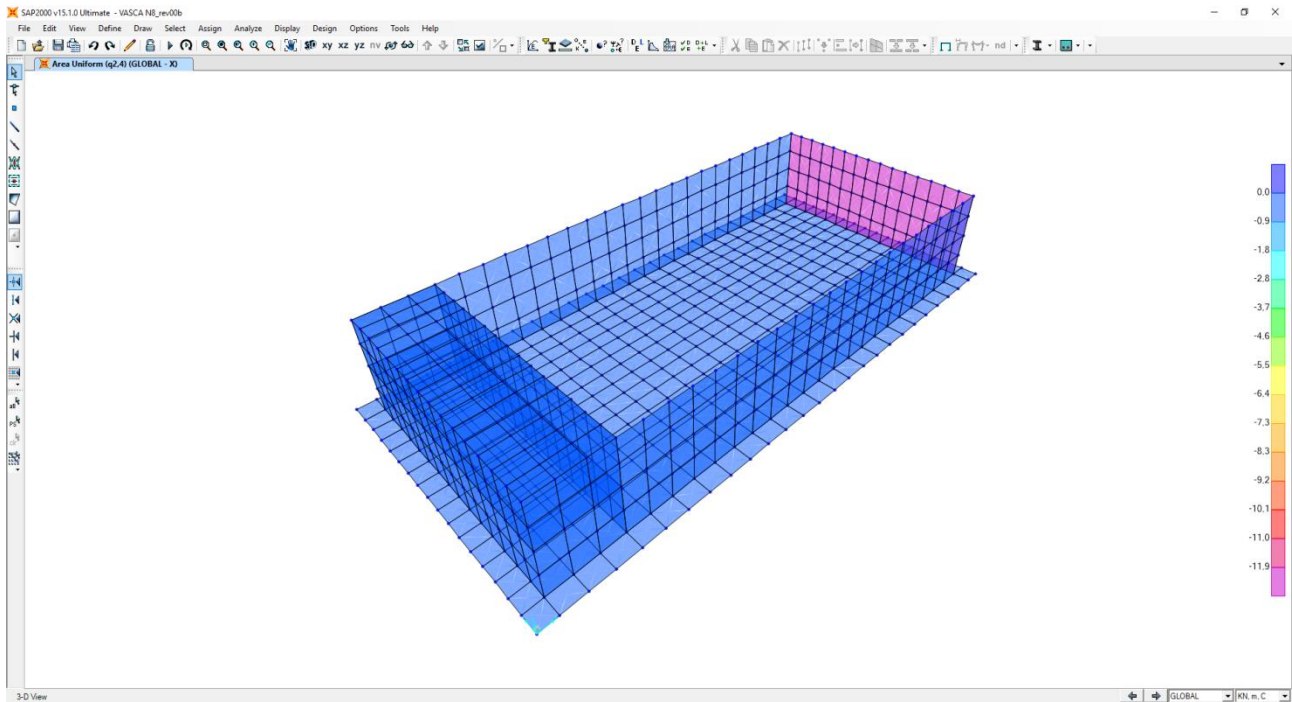 SAP2000 v15.1.0 Ultimate - VASCA N8_rev00b
File Edit View Define Draw Select Assign Analyze Display Design Options Tools Help
xy xz yz nv nd
Area Uniform (q2,4) (GLOBAL - X)
0.0
-0.9
-1.8
-2.8
-3.7
-4.6
-5.5
-6.4
-7.3
-8.3
-9.2
-10.1
-11.0
-11.9
3-D View
GLOBAL
KN, m, C